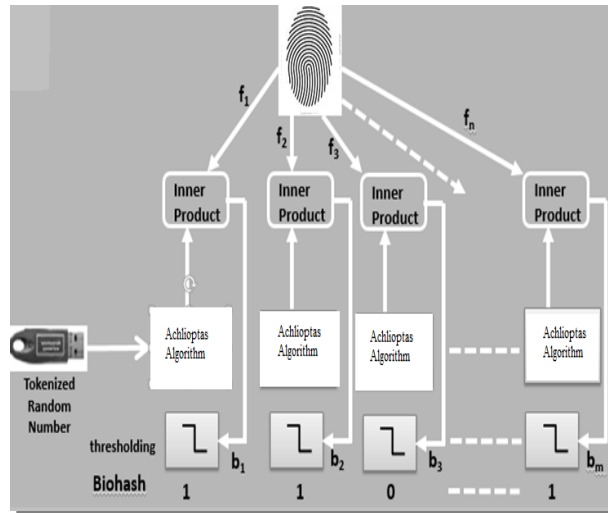 f1
f2
f3
fn
Inner
Product
Inner
Product
Inner
Product
Inner
Product
Achlioptas
Algorithm
Achlioptas
Algorithm
Achlioptas
Algorithm
Achlioptas
Algorithm
Tokenized
Random
Number
thresholding
b1
b2
b3
bm
Biohash 1 1 0 1